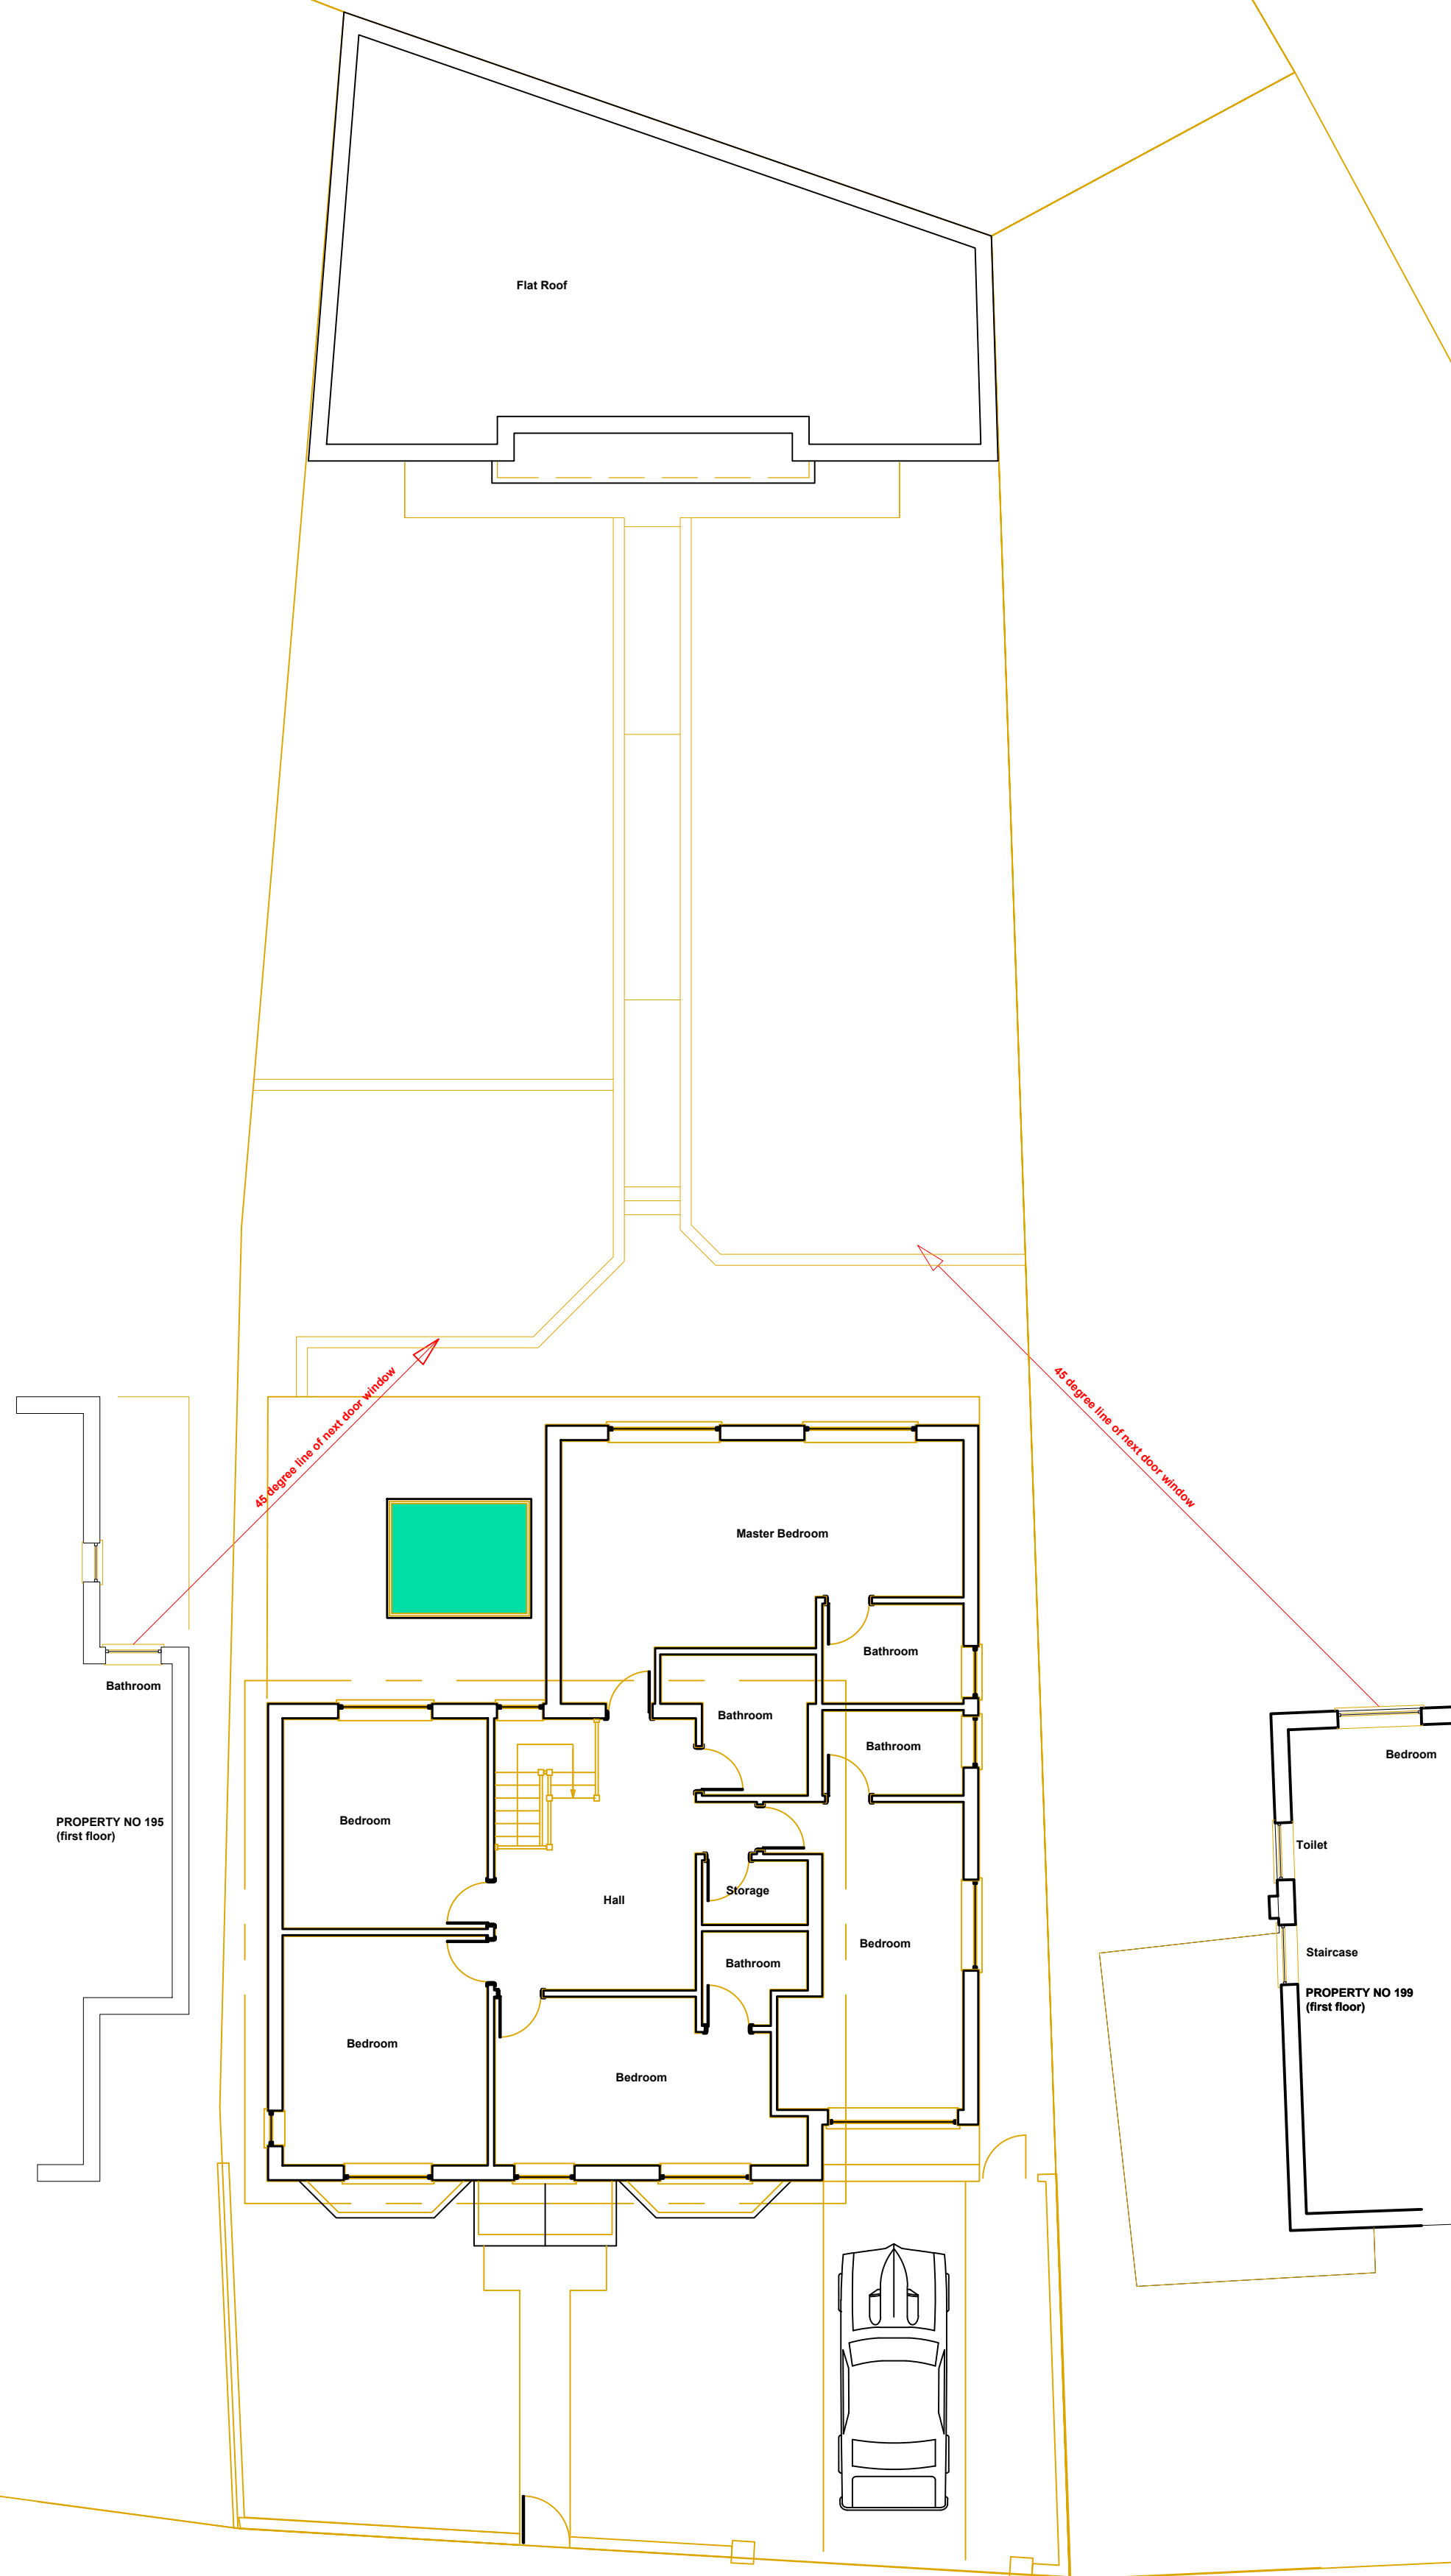 Flat Roof
45 degree line of next door window
45 degree line of next door window
Master Bedroom
Bathroom
Bathroom
Bathroom
Bathroom
Bedroom
PROPERTY NO 195
(first floor)
Bedroom
Toilet
Storage
Hall
Bedroom
Staircase
Bathroom
PROPERTY NO 199
(first floor)
Bedroom
Bedroom